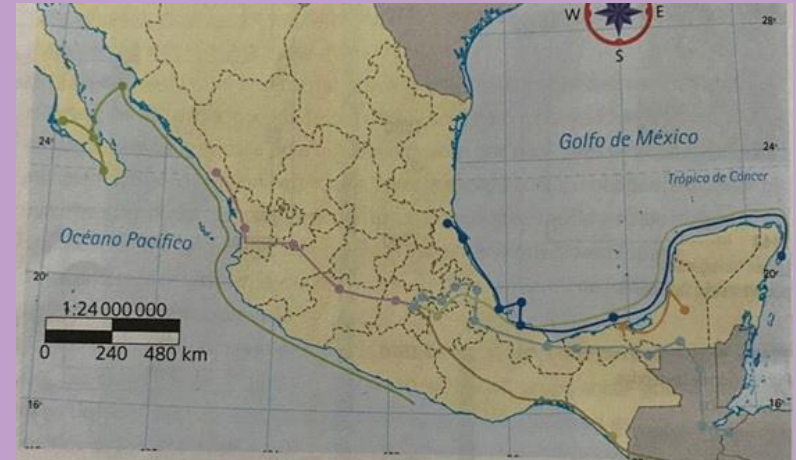 W E
S
28°
Golfo de México
24°
24°
Trópico de Cáncer
Océano Pacífico
20°
20°
1:24 000 000
0 240 480 km
16°
16°